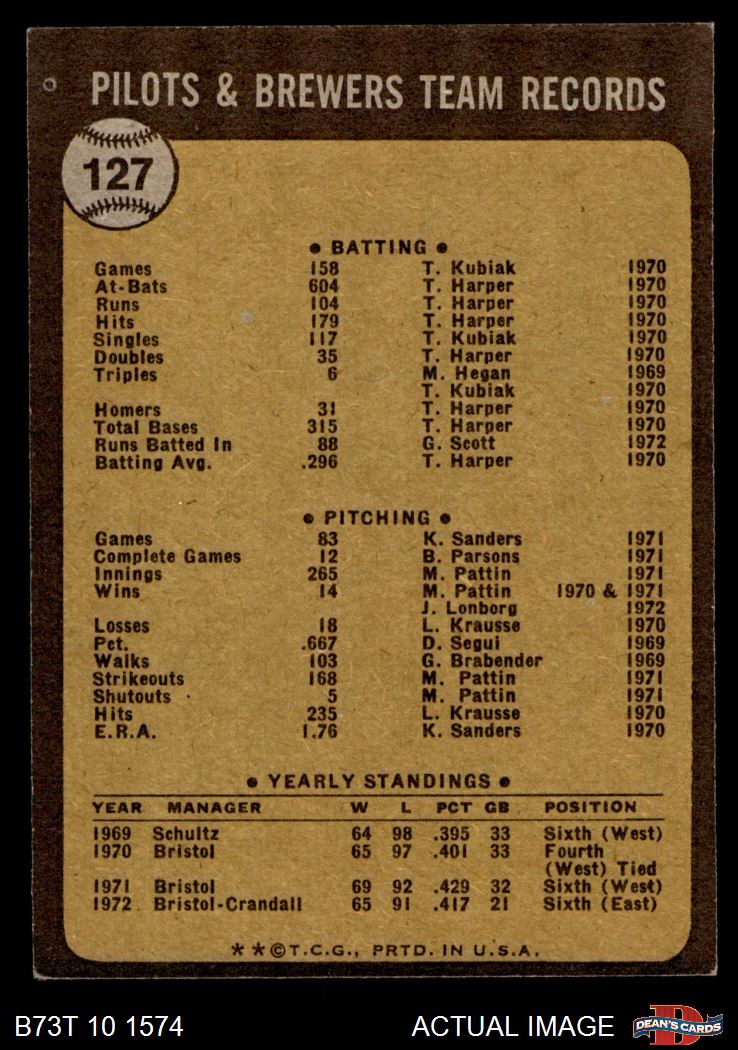 PILOTS & BREWERS TEAM RECORDS
127
• BATTING •
Games 158 T. Kubiak 1970
At-Bats 604 T. Harper 1970
Runs 104 T. Harper 1970
Hits 179 T. Harper 1970
Singles 117 T. Kubiak 1970
Doubles 35 T. Harper 1970
Triples 6 M. Hegan 1969
T. Kubiak 1970
Homers 31 T. Harper 1970
Total Bases 315 T. Harper 1970
Runs Batted In 88 G. Scott 1972
Batting Avg. .296 T. Harper 1970
• PITCHING •
Games 83 K. Sanders 1971
Complete Games 12 B. Parsons 1971
Innings 265 M. Pattin 1971
Wins 14 M. Pattin 1970 & 1971
J. Lonborg 1972
Losses 18 L. Krausse 1970
Pct. .667 D. Segui 1969
Walks 103 G. Brabender 1969
Strikeouts 168 M. Pattin 1971
Shutouts 5 M. Pattin 1971
Hits 235 L. Krausse 1970
E.R.A. 1.76 K. Sanders 1970
• YEARLY STANDINGS •
YEAR MANAGER W L PCT GB POSITION
1969 Schultz 64 98 .395 33 Sixth (West)
1970 Bristol 65 97 .401 33 Fourth
(West) Tied
1971 Bristol 69 92 .429 32 Sixth (West)
1972 Bristol-Crandall 65 91 .417 21 Sixth (East)
* *©T.C.G., PRTD. IN U.S.A.
B73T 10 1574 ACTUAL IMAGE D DEAN'S CARDS